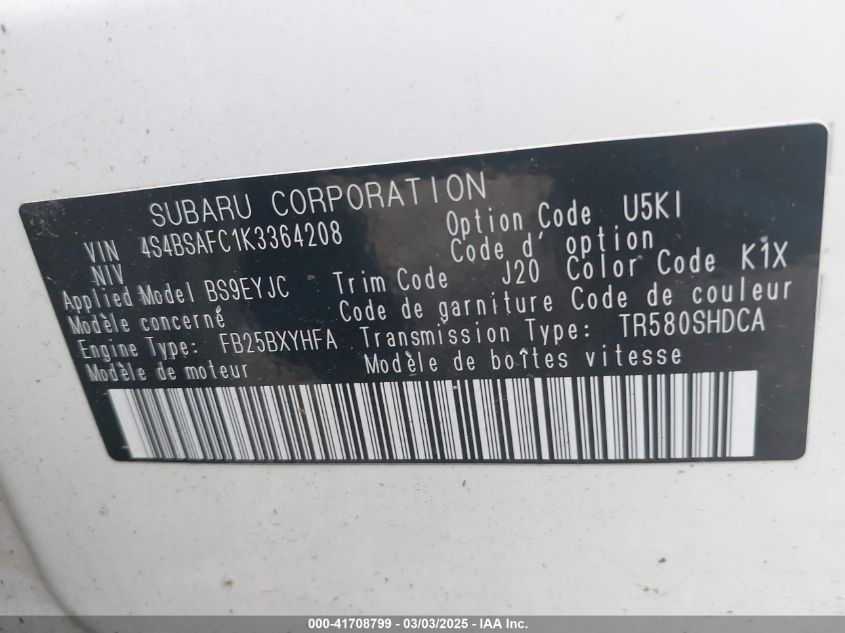 SUBARU CORPORATION
VIN 4S4BSAFC1K3364208 Option Code U5KI
NIV Code d' option
Applied Model BS9EYJC Trim Code J20 Color Code K1X
Modèle concerné Code de garniture Code de couleur
Engine Type: FB25BXYHFA Transmission Type: TR580SHDCA
Modèle de moteur Modèle de boîtes vitesse
000-41708799 - 03/03/2025 - IAA Inc.